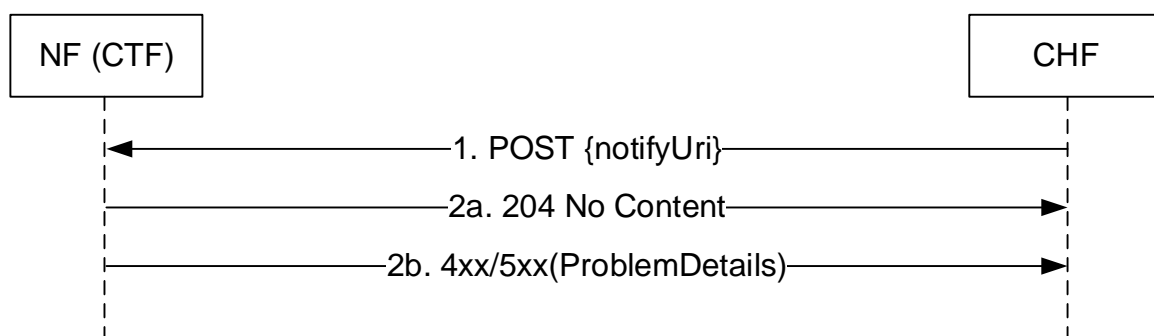 NF (CTF)
CHF
1. POST {notifyUri}
2a. 204 No Content
2b. 4xx/5xx(ProblemDetails)